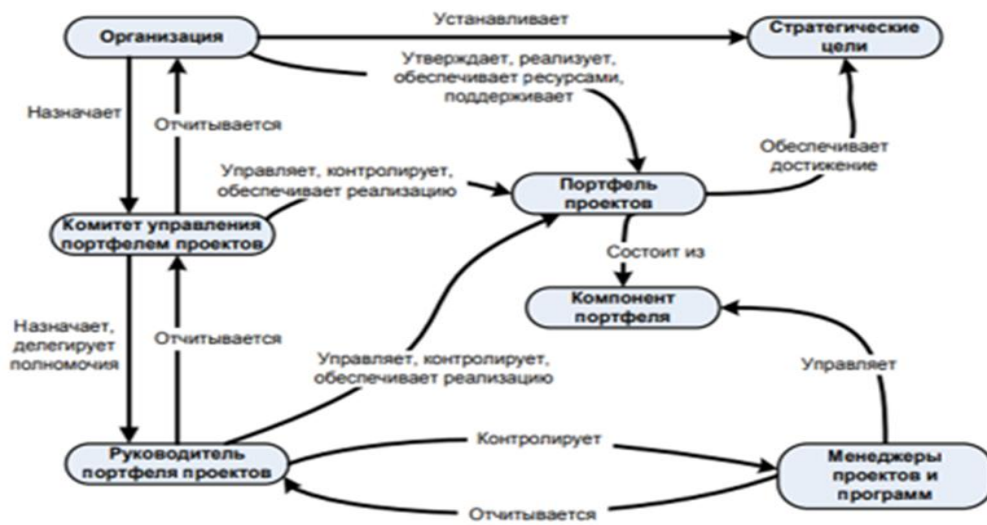 Организация
Устанавливает
Стратегические
цели
Утверждает, реализует,
обеспечивает ресурсами,
поддерживает
Назначает
Отчитывается
Обеспечивает
достижение
Управляет, контролирует,
обеспечивает реализацию
Портфель
проектов
Комитет управления
портфелем проектов
Состоит из
Компонент
портфеля
Назначает,
делегирует
полномочия
Отчитывается
Управляет, контролирует,
обеспечивает реализацию
Управляет
Руководитель
портфеля проектов
Контролирует
Менеджеры
проектов и
программ
Отчитывается